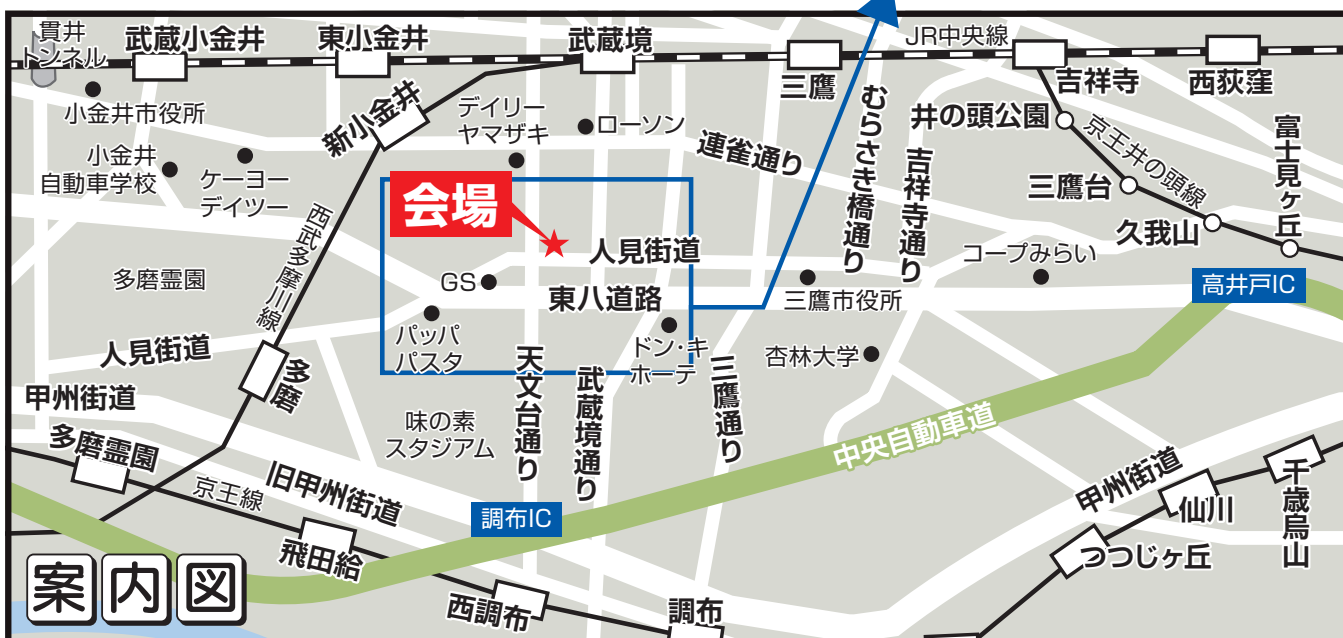 貫井
トンネル
武蔵小金井
東小金井
武蔵境
三鷹
JR中央線
吉祥寺
西荻窪
小金井市役所
新小金井
デイリー
ヤマザキ
ローソン
連雀通り
むらさき橋通り
吉祥寺通り
井の頭公園
京王井の頭線
富士見ヶ丘
小金井
自動車学校
ケーヨー
デイツー
会場
三鷹台
久我山
西武多摩川線
多磨霊園
人見街道
GS
東八道路
三鷹市役所
コープみらい
高井戸IC
パッパ
パスタ
ドン・キ
ホーテ
杏林大学
人見街道
多磨
甲州街道
天文台通り
武蔵境通り
三鷹通り
味の素
スタジアム
中央自動車道
多磨霊園
京王線
旧甲州街道
調布IC
甲州街道
仙川
千歳烏山
つつじヶ丘
飛田給
西調布
調布
案内図